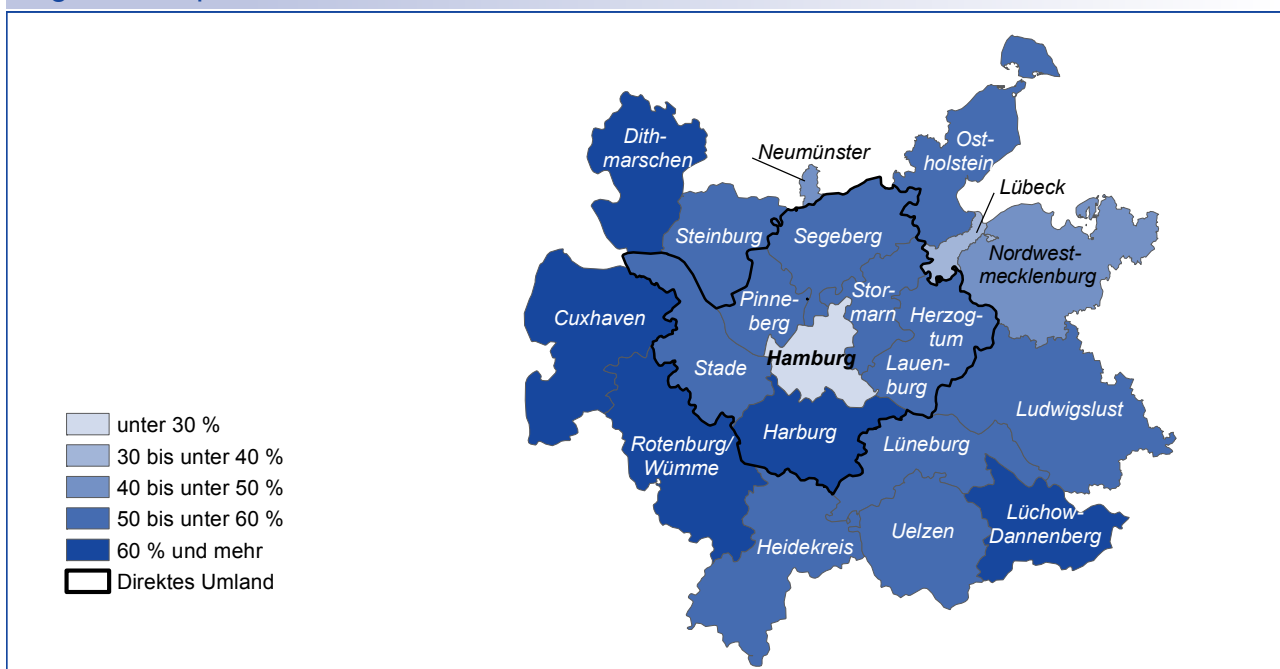 Dith-
marschen
Neumünster
Ost-
holstein
Lübeck
Steinburg
Segeberg
Nordwest-
mecklenburg
Cuxhaven
Pinne-
berg
Stor-
marn
Herzog-
tum
Lauen-
burg
Hamburg
Stade
Ludwigslust
Harburg
Lüneburg
Rotenburg/
Wümme
Lüchow-
Dannenberg
Uelzen
Heidekreis
unter 30 %
30 bis unter 40 %
40 bis unter 50 %
50 bis unter 60 %
60 % und mehr
Direktes Umland